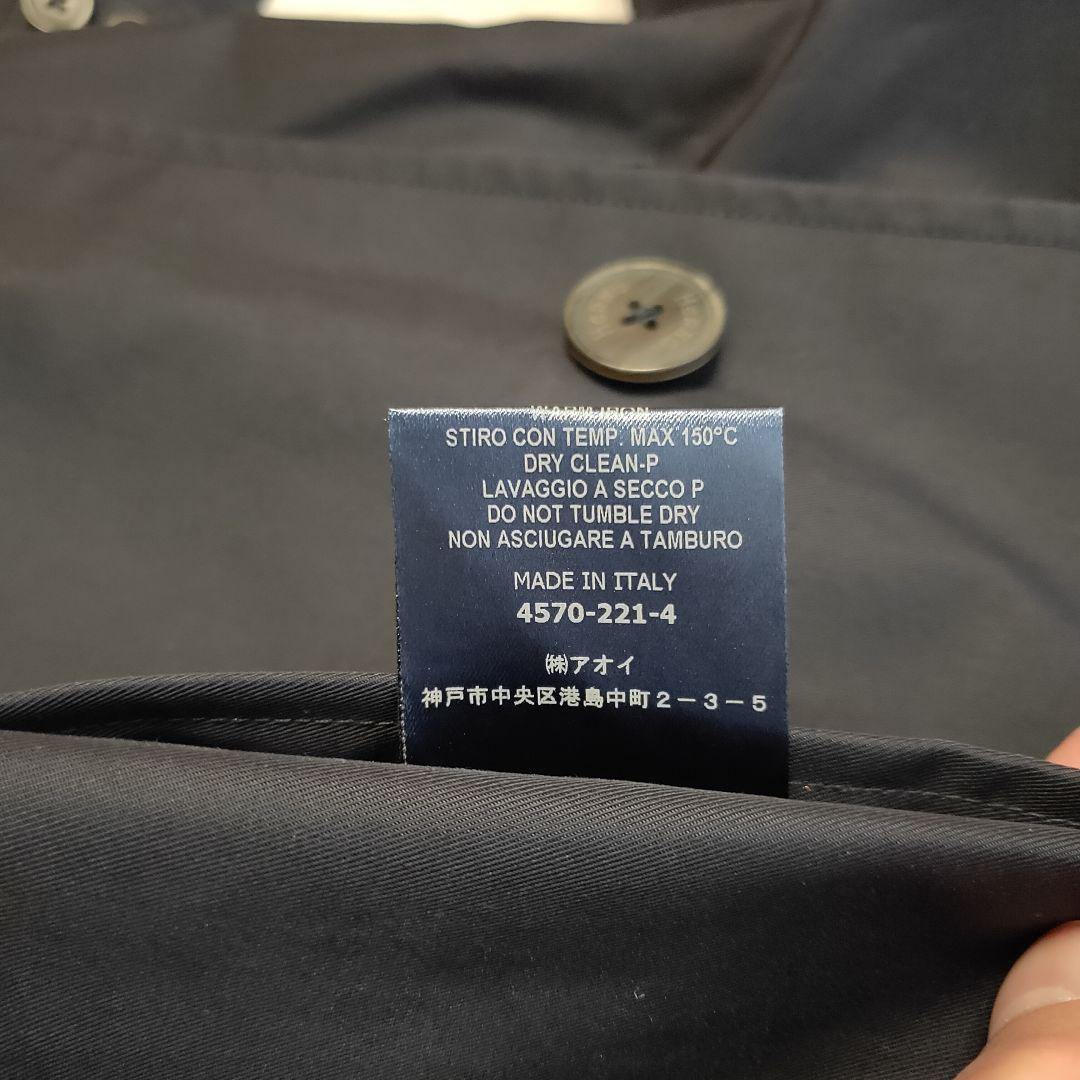 WARM IRON
STIRO CON TEMP. MAX 150°C
DRY CLEAN-P
LAVAGGIO A SECCO P
DO NOT TUMBLE DRY
NON ASCIUGARE A TAMBURO
MADE IN ITALY
4570-221-4
㈱アオイ
神戸市中央区港島中町2-3-5